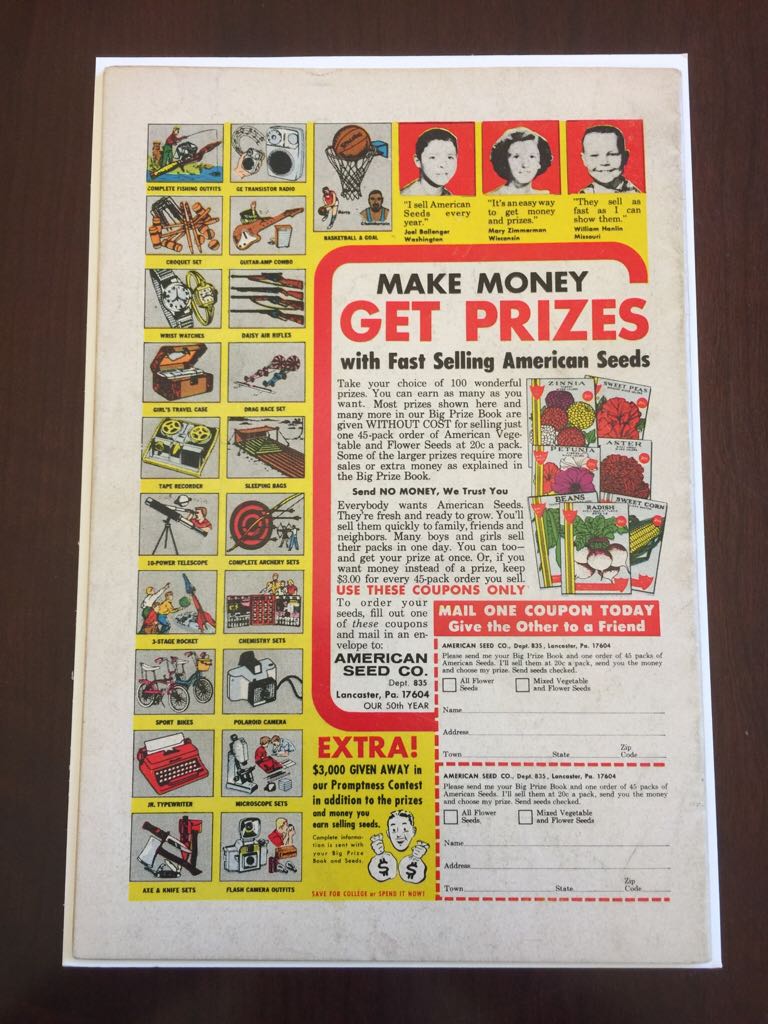 COMPLETE FISHING OUTFITS
GE TRANSISTOR RADIO
SPALDING
BASKETBALL & GOAL
"I sell American
Seeds every
year."
Joel Ballenger
Washington
"It's an easy way
to get money
and prizes."
Mary Zimmerman
Wisconsin
"They sell as
fast as I can
show them."
William Hanlin
Missouri
CROQUET SET
GUITAR-AMP COMBO
WRIST WATCHES
DAISY AIR RIFLES
GIRL'S TRAVEL CASE
DRAG RACE SET
TAPE RECORDER
SLEEPING BAGS
10-POWER TELESCOPE
COMPLETE ARCHERY SETS
3-STAGE ROCKET
CHEMISTRY SETS
SPORT BIKES
POLAROID CAMERA
JR. TYPEWRITER
MICROSCOPE SETS
AXE & KNIFE SETS
FLASH CAMERA OUTFITS
MAKE MONEY
GET PRIZES
with Fast Selling American Seeds
Take your choice of 100 wonderful
prizes. You can earn as many as you
want. Most prizes shown here and
many more in our Big Prize Book are
given WITHOUT COST for selling just
one 45-pack order of American Vege-
table and Flower Seeds at 20c a pack.
Some of the larger prizes require more
sales or extra money as explained in
the Big Prize Book.
Send NO MONEY, We Trust You
Everybody wants American Seeds.
They're fresh and ready to grow. You'll
sell them quickly to family, friends and
neighbors. Many boys and girls sell
their packs in one day. You can too—
and get your prize at once. Or, if you
want money instead of a prize, keep
$3.00 for every 45-pack order you sell.
ZINNIA
SWEET PEAS
PETUNIA
ASTER
BEANS
RADISH
SWEET CORN
USE THESE COUPONS ONLY
To order your
seeds, fill out one
of these coupons
and mail in an en-
velope to:
AMERICAN
SEED CO.
Dept. 835
Lancaster, Pa. 17604
OUR 50th YEAR
MAIL ONE COUPON TODAY
Give the Other to a Friend
AMERICAN SEED CO., Dept. 835, Lancaster, Pa. 17604
Please send me your Big Prize Book and one order of 45 packs
of American Seeds. I'll sell them at 20c a pack, send you the money
and choose my prize. Send seeds checked.
All Flower
Seeds
Mixed Vegetable
and Flower Seeds
Name
Address
Town State Zip
Code
AMERICAN SEED CO., Dept. 835, Lancaster, Pa. 17604
Please send me your Big Prize Book and one order of 45 packs of
American Seeds. I'll sell them at 20c a pack, send you the money
and choose my prize. Send seeds checked.
All Flower
Seeds
Mixed Vegetable
and Flower Seeds
Name
Address
Town State Zip
Code
EXTRA!
$3,000 GIVEN AWAY in
our Promptness Contest
in addition to the prizes
and money you
earn selling seeds.
Complete informa-
tion is sent with
your Big Prize
Book and Seeds.
$ $
SAVE FOR COLLEGE or SPEND IT NOW!